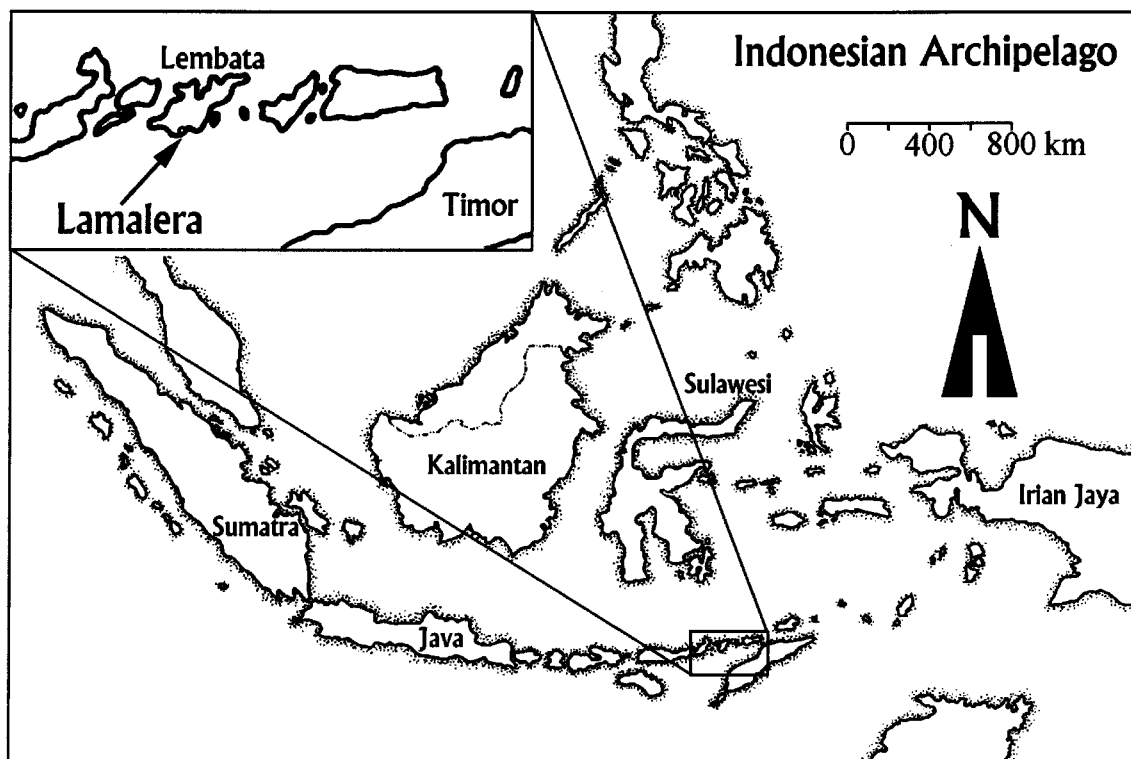 Indonesian Archipelago
Lembata
Lamalera
Timor
0 400 800 km
N
Sulawesi
Kalimantan
Irian Jaya
Sumatra
Java